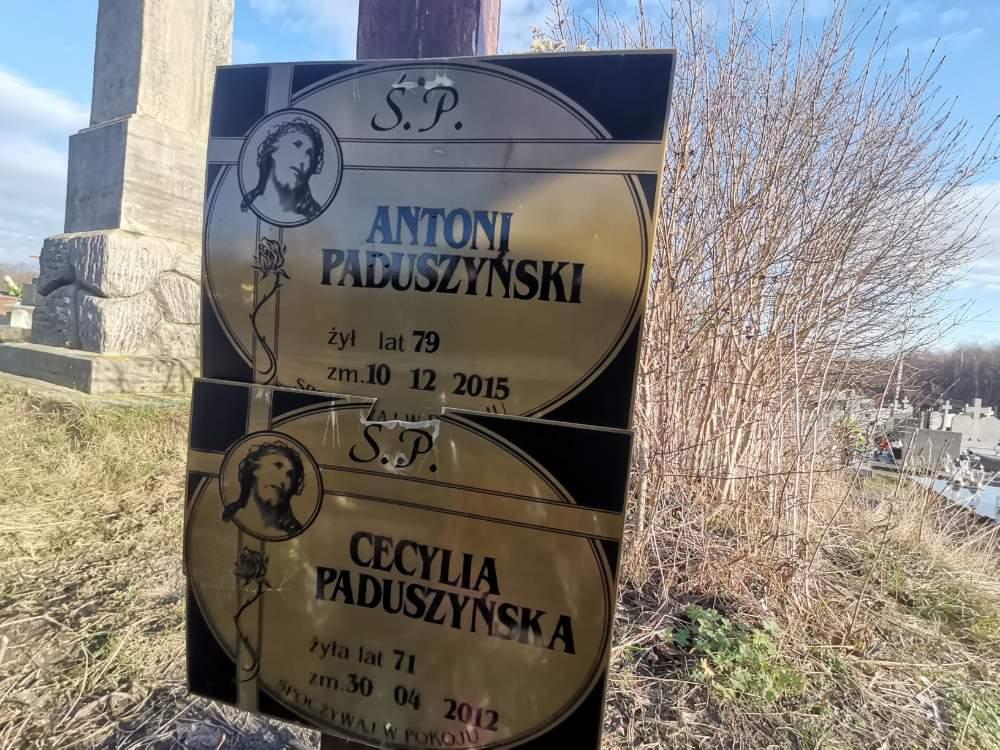 Ś.P.
ANTONI
PADUSZYŃSKI
żył lat 79
zm. 10 12 2015
Ś.P.
CECYLIA
PADUSZYŃSKA
żyła lat 71
zm. 30 04 2012
SPOCZYWAJ W POKOJU